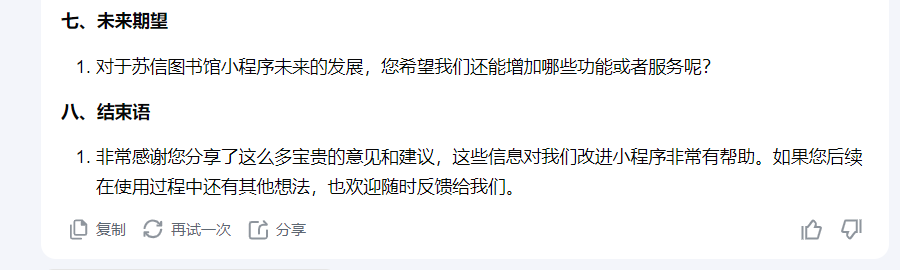 七、未来期望
1. 对于苏信图书馆小程序未来的发展，您希望我们还能增加哪些功能或者服务呢？
八、结束语
1. 非常感谢您分享了这么多宝贵的意见和建议，这些信息对我们改进小程序非常有帮助。如果您后续
在使用过程中还有其他想法，也欢迎随时反馈给我们。
复制 再试一次 分享